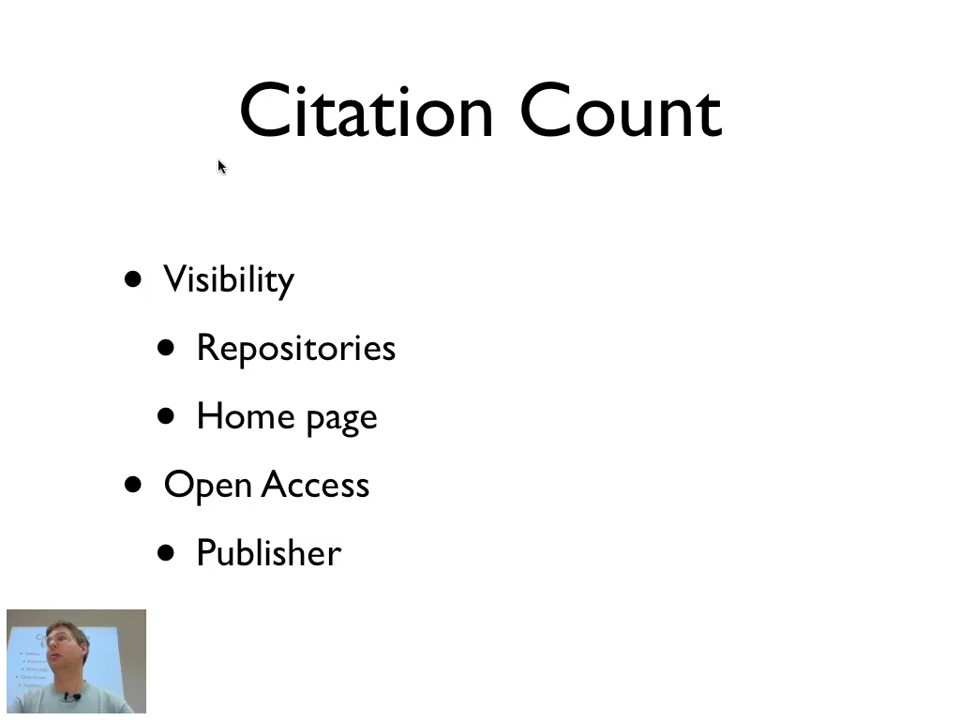 Citation Count
• Visibility
• Repositories
• Home page
• Open Access
• Publisher